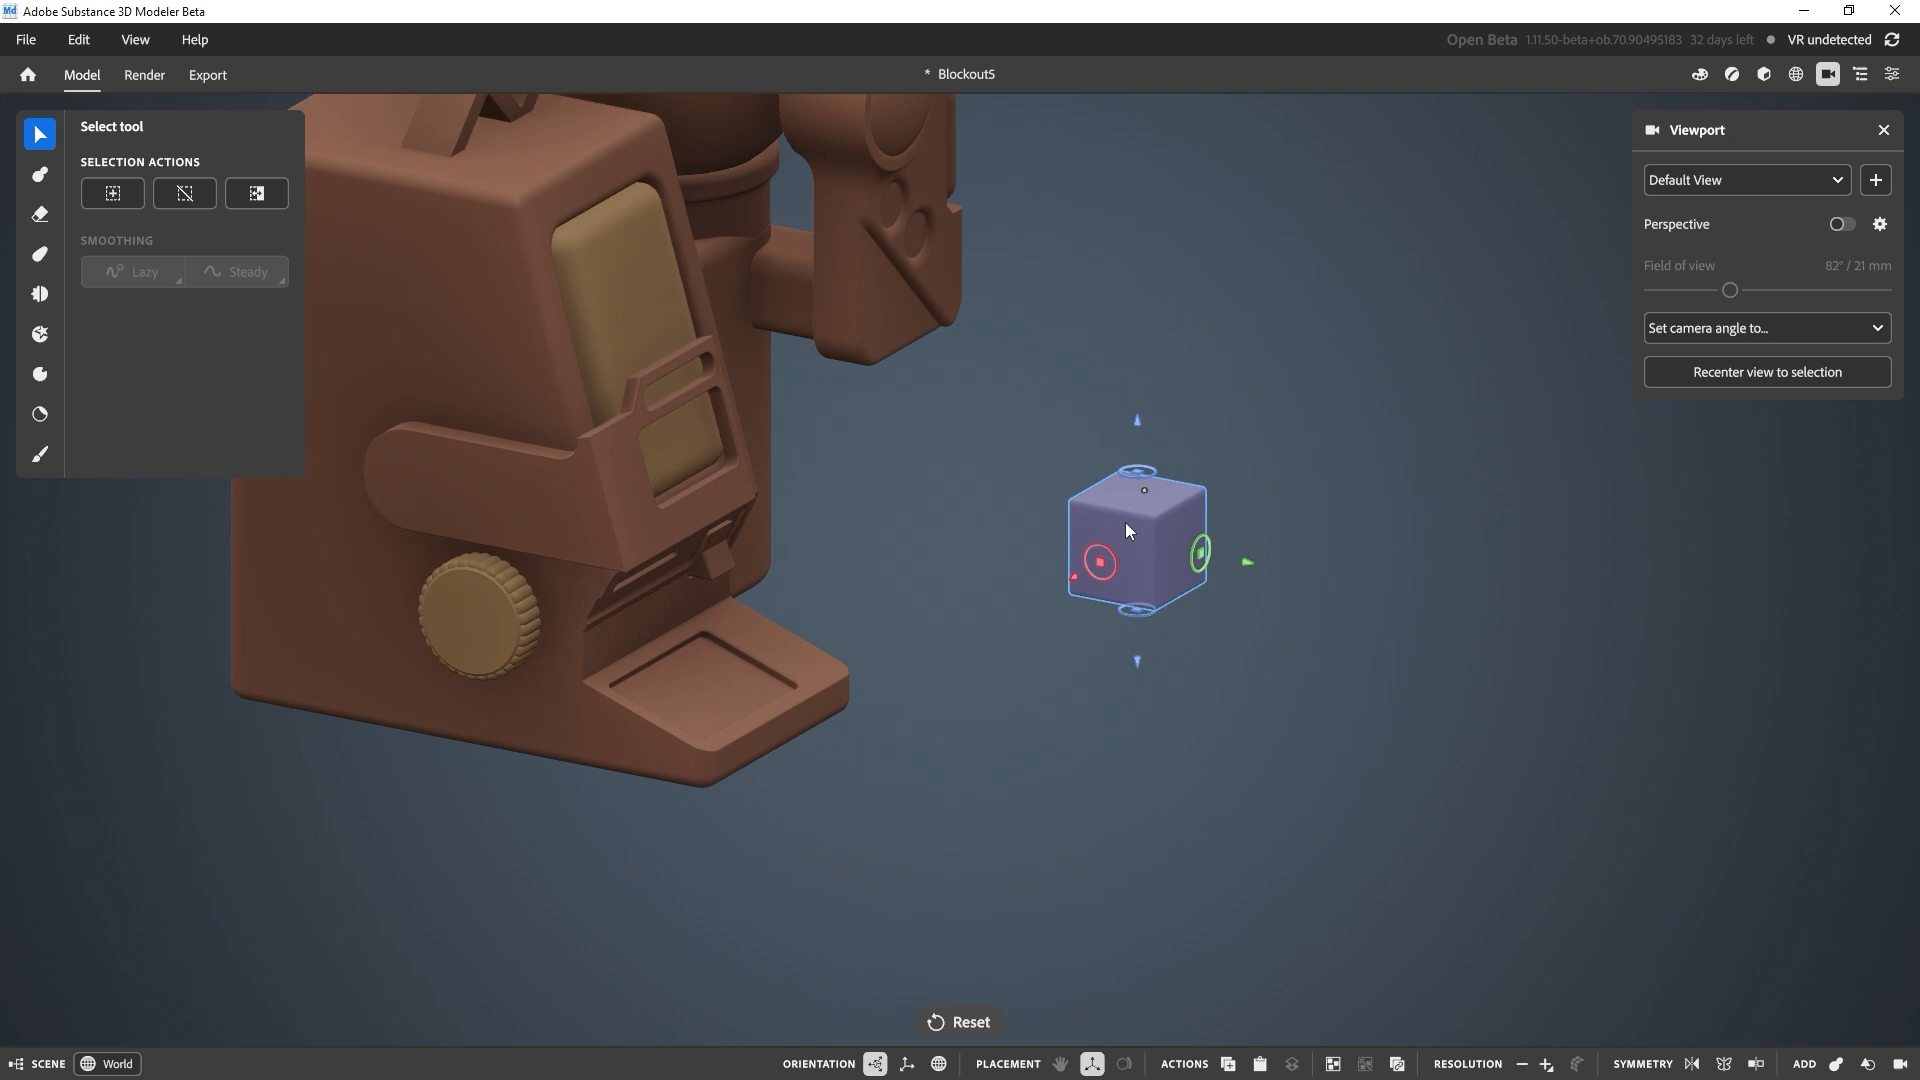 Md Adobe Substance 3D Modeler Beta
File Edit View Help
Open Beta 1.11.50-beta+ob.70.90495183 32 days left VR undetected
Model Render Export
* Blockout5
Select tool
SELECTION ACTIONS
SMOOTHING
Lazy Steady
Viewport
Default View
Perspective
Field of view 82° / 21 mm
Set camera angle to...
Recenter view to selection
Reset
SCENE World ORIENTATION PLACEMENT ACTIONS RESOLUTION SYMMETRY ADD